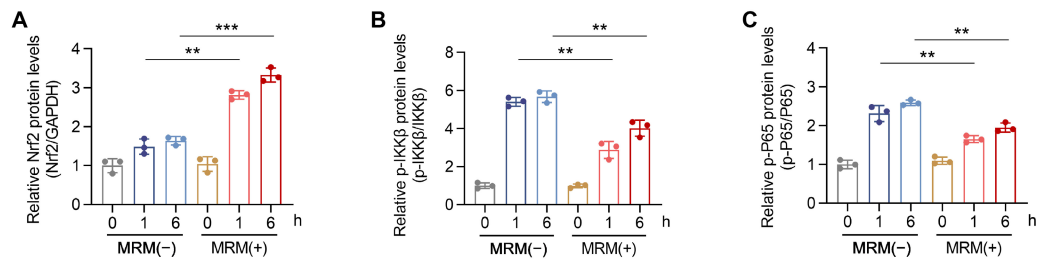 A
Relative Nrf2 protein levels
(Nrf2/GAPDH)
4
3
2
1
0
**
***
0 1 6 0 1 6 h
MRM(−) MRM(+)
B
Relative p-IKKβ protein levels
(p-IKKβ/IKKβ)
8
6
4
2
0
**
**
0 1 6 0 1 6 h
MRM(−) MRM(+)
C
Relative p-P65 protein levels
(p-P65/P65)
4
3
2
1
0
**
**
0 1 6 0 1 6 h
MRM(−) MRM(+)